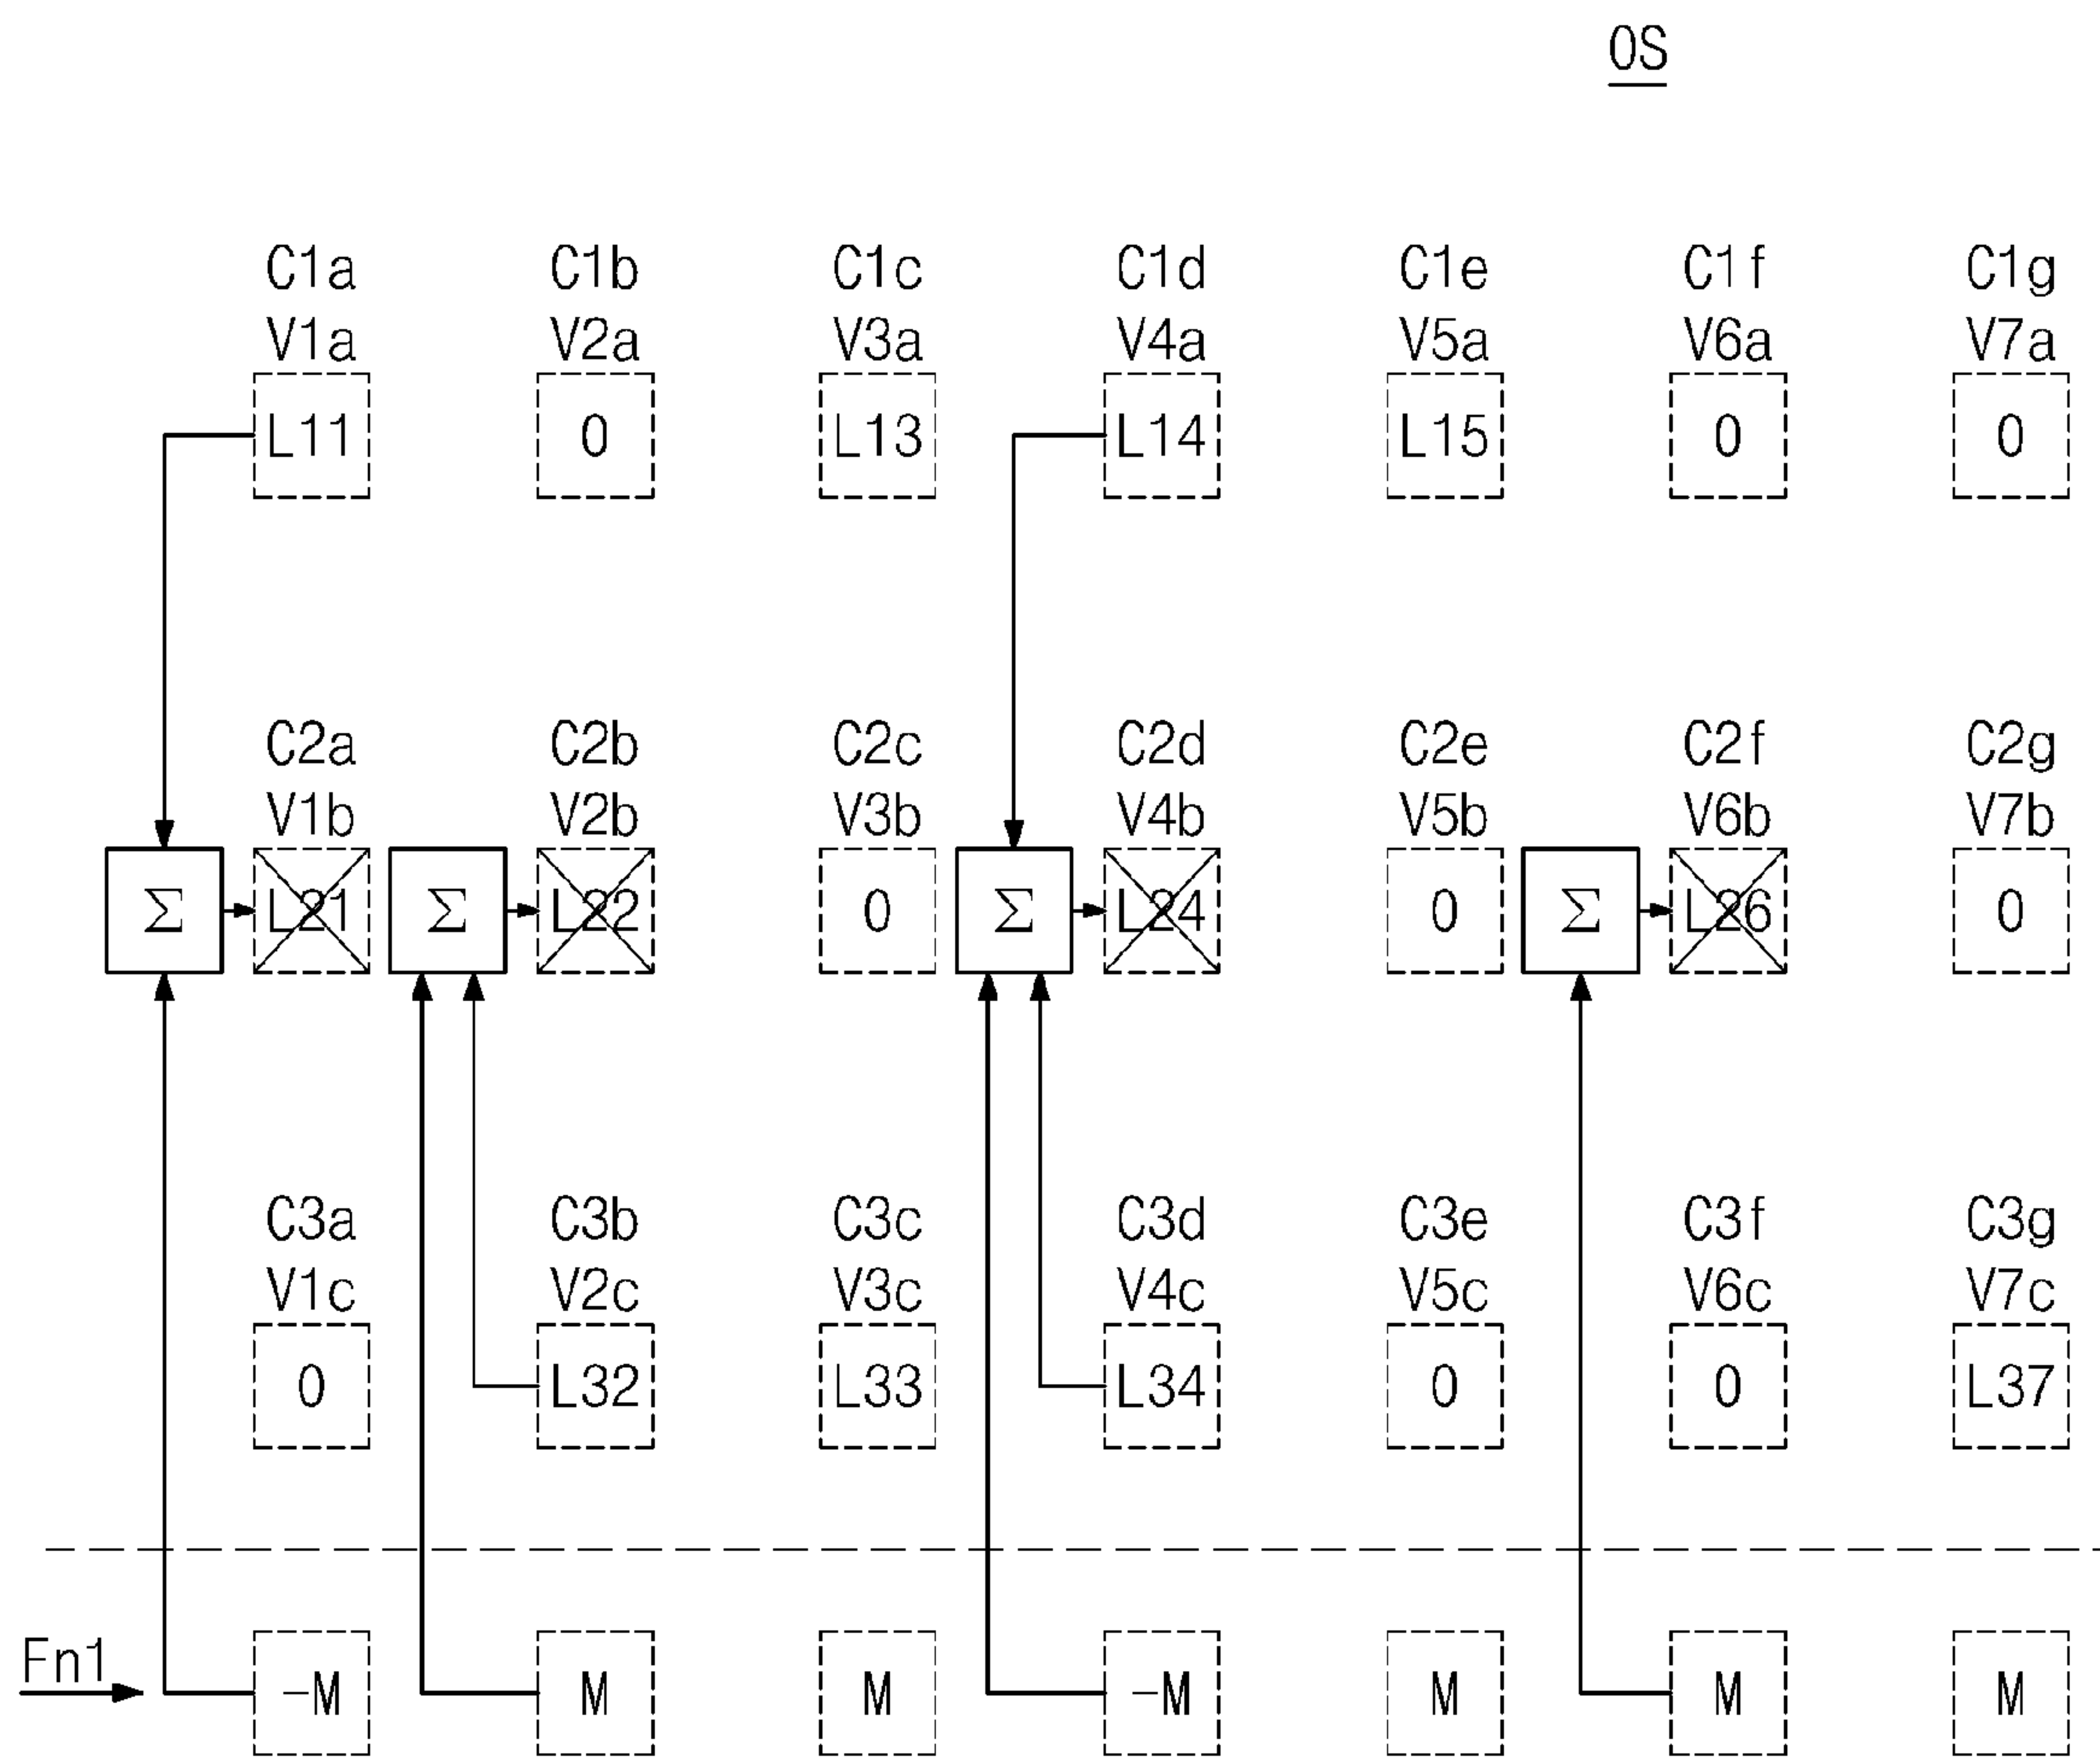 OS
C1a C1b C1c C1d C1e C1f C1g
V1a V2a V3a V4a V5a V6a V7a
L11 0 L13 L14 L15 0 0
C2a C2b C2c C2d C2e C2f C2g
V1b V2b V3b V4b V5b V6b V7b
Σ L21 Σ L22 0 Σ L24 0 Σ L26 0
C3a C3b C3c C3d C3e C3f C3g
V1c V2c V3c V4c V5c V6c V7c
0 L32 L33 L34 0 0 L37
Fn1 -M M M -M M M M